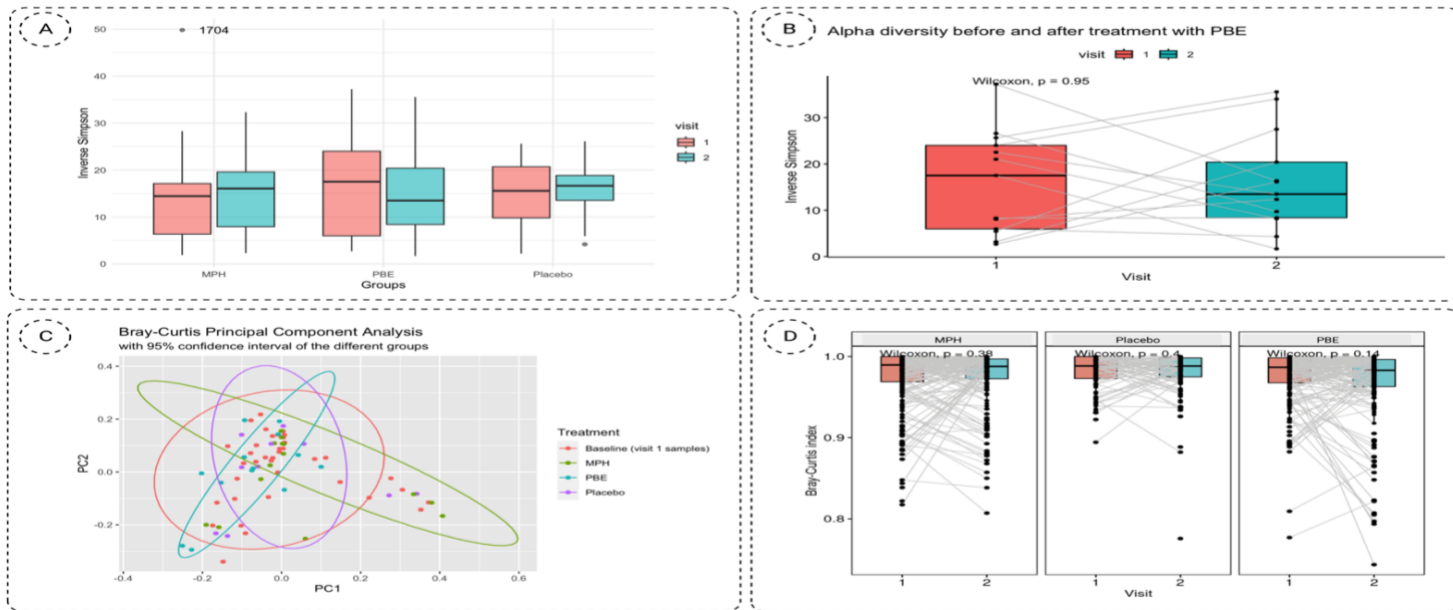 A
1704
50
40
30
20
10
0
Inverse Simpson
MPH
PBE
Placebo
Groups
visit
1
2
B
Alpha diversity before and after treatment with PBE
visit
1
2
Wilcoxon, p = 0.95
30
20
10
0
Inverse Simpson
1
2
Visit
C
Bray-Curtis Principal Component Analysis
with 95% confidence interval of the different groups
0.4
0.2
0.0
-0.2
PC2
-0.4
-0.2
0.0
0.2
0.4
0.6
PC1
Treatment
Baseline (visit 1 samples)
MPH
PBE
Placebo
D
MPH
Placebo
PBE
Wilcoxon, p = 0.38
Wilcoxon, p = 0.4
Wilcoxon, p = 0.14
1.0
0.9
0.8
Bray-Curtis index
1
2
1
2
1
2
Visit